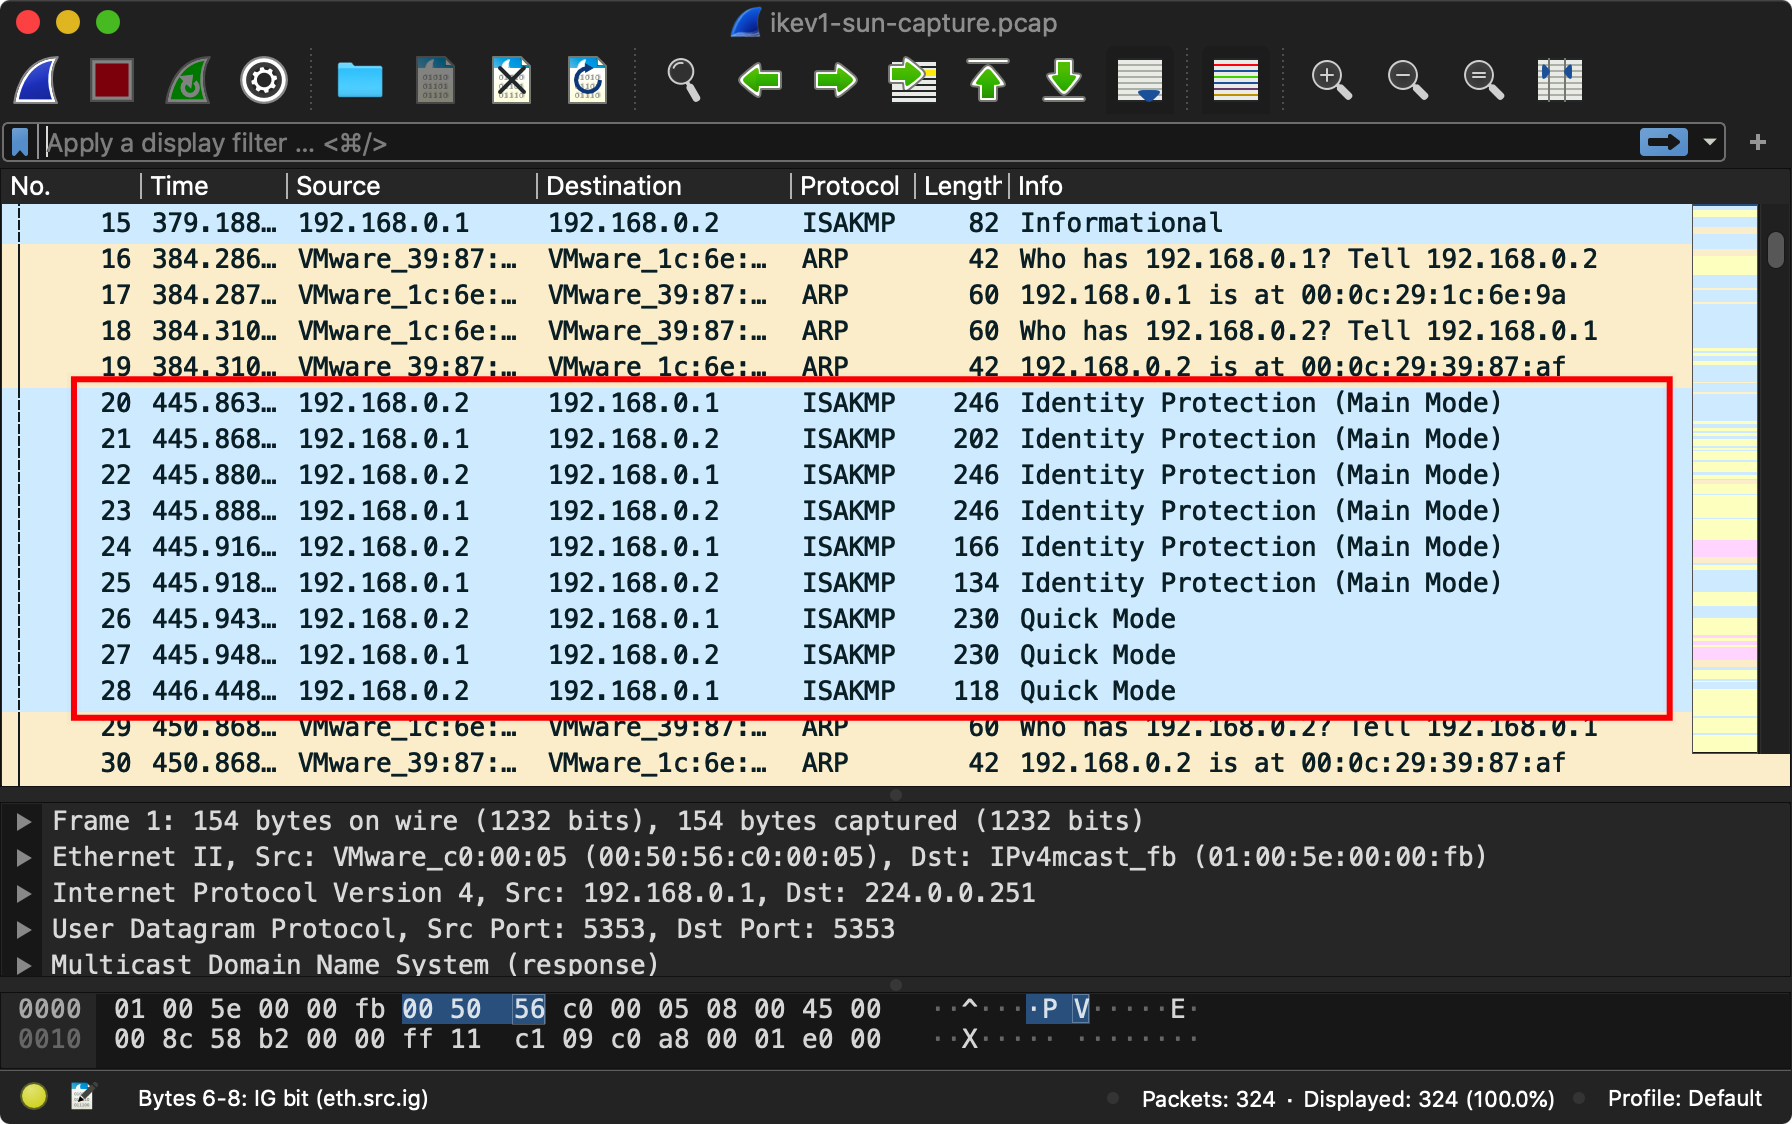 ikev1-sun-capture.pcap
Apply a display filter ... <⌘/>
No. Time Source Destination Protocol Length Info
15 379.188… 192.168.0.1 192.168.0.2 ISAKMP 82 Informational
16 384.286… VMware_39:87:… VMware_1c:6e:… ARP 42 Who has 192.168.0.1? Tell 192.168.0.2
17 384.287… VMware_1c:6e:… VMware_39:87:… ARP 60 192.168.0.1 is at 00:0c:29:1c:6e:9a
18 384.310… VMware_1c:6e:… VMware_39:87:… ARP 60 Who has 192.168.0.2? Tell 192.168.0.1
19 384.310… VMware_39:87:… VMware_1c:6e:… ARP 42 192.168.0.2 is at 00:0c:29:39:87:af
20 445.863… 192.168.0.2 192.168.0.1 ISAKMP 246 Identity Protection (Main Mode)
21 445.868… 192.168.0.1 192.168.0.2 ISAKMP 202 Identity Protection (Main Mode)
22 445.880… 192.168.0.2 192.168.0.1 ISAKMP 246 Identity Protection (Main Mode)
23 445.888… 192.168.0.1 192.168.0.2 ISAKMP 246 Identity Protection (Main Mode)
24 445.916… 192.168.0.2 192.168.0.1 ISAKMP 166 Identity Protection (Main Mode)
25 445.918… 192.168.0.1 192.168.0.2 ISAKMP 134 Identity Protection (Main Mode)
26 445.943… 192.168.0.2 192.168.0.1 ISAKMP 230 Quick Mode
27 445.948… 192.168.0.1 192.168.0.2 ISAKMP 230 Quick Mode
28 446.448… 192.168.0.2 192.168.0.1 ISAKMP 118 Quick Mode
29 450.868… VMware_1c:6e:… VMware_39:87:… ARP 60 Who has 192.168.0.2? Tell 192.168.0.1
30 450.868… VMware_39:87:… VMware_1c:6e:… ARP 42 192.168.0.2 is at 00:0c:29:39:87:af
Frame 1: 154 bytes on wire (1232 bits), 154 bytes captured (1232 bits)
Ethernet II, Src: VMware_c0:00:05 (00:50:56:c0:00:05), Dst: IPv4mcast_fb (01:00:5e:00:00:fb)
Internet Protocol Version 4, Src: 192.168.0.1, Dst: 224.0.0.251
User Datagram Protocol, Src Port: 5353, Dst Port: 5353
Multicast Domain Name System (response)
0000 01 00 5e 00 00 fb 00 50 56 c0 00 05 08 00 45 00 ··^····P V·····E·
0010 00 8c 58 b2 00 00 ff 11 c1 09 c0 a8 00 01 e0 00 ··X····· ········
Bytes 6-8: IG bit (eth.src.ig)
Packets: 324 · Displayed: 324 (100.0%)
Profile: Default